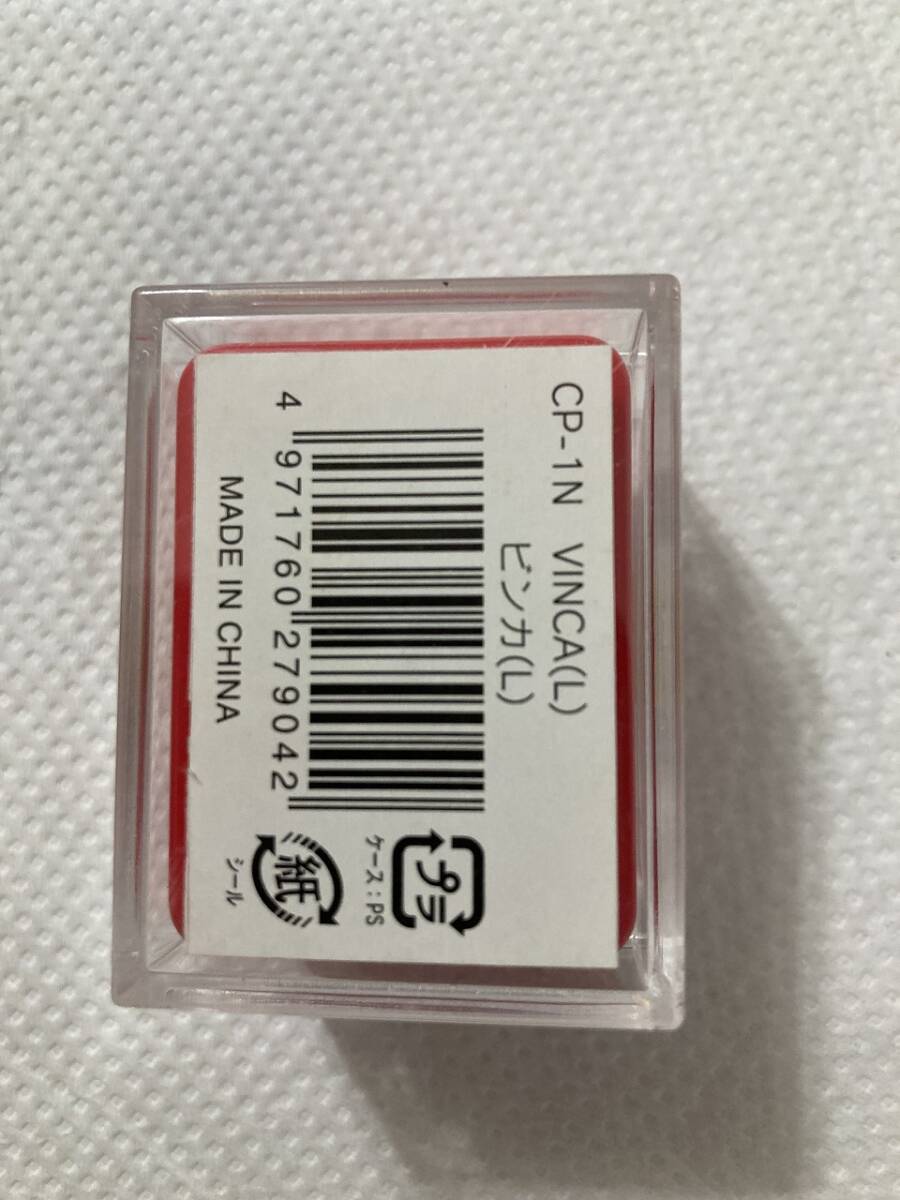 CP-1N VINCA(L)
ビンカ(L)
4 971760 279042
MADE IN CHINA
プラ
ケース:PS
紙
シール